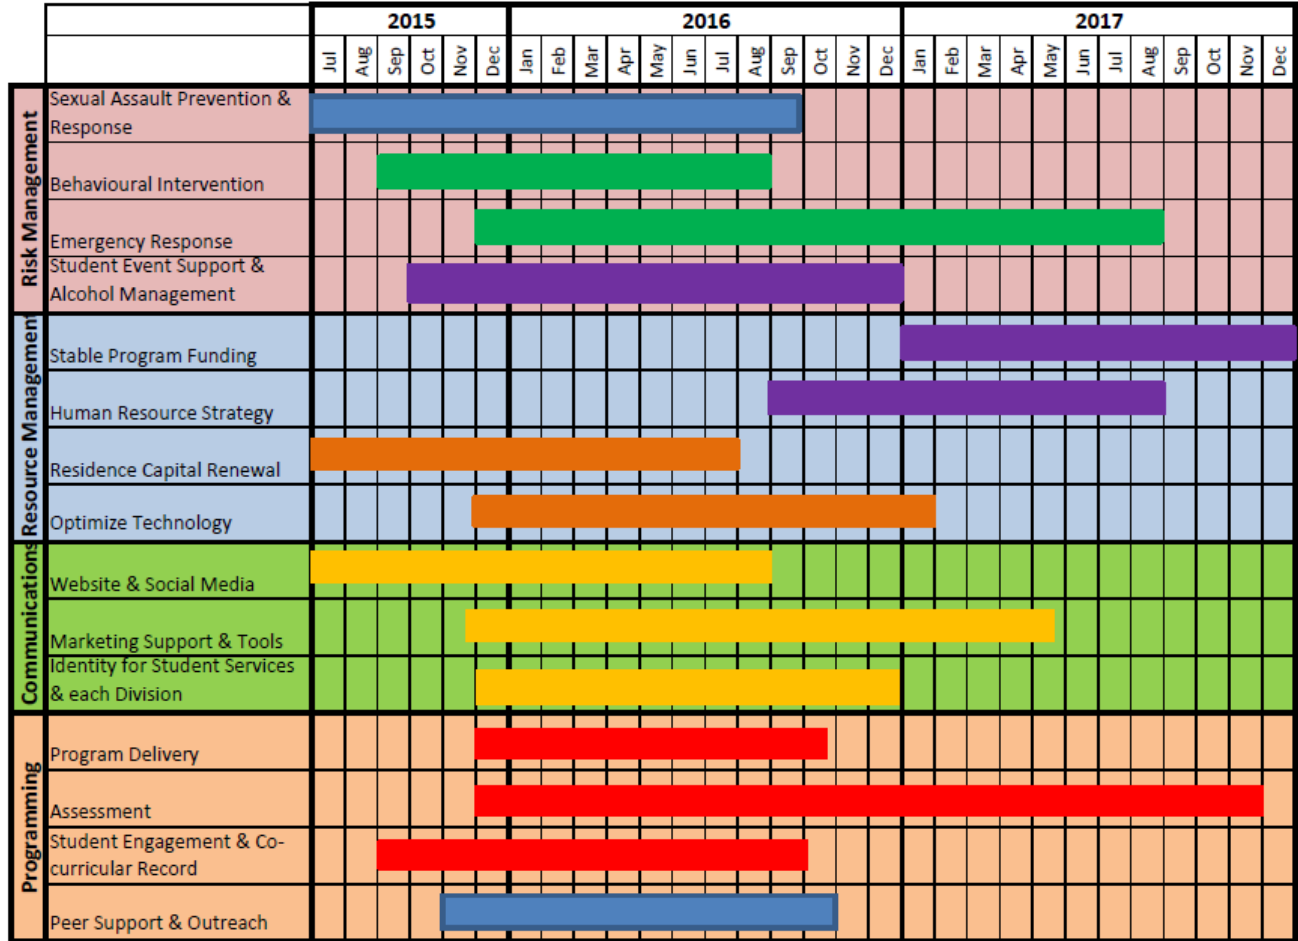 2015 2016 2017
Jul Aug Sep Oct Nov Dec Jan Feb Mar Apr May Jun Jul Aug Sep Oct Nov Dec Jan Feb Mar Apr May Jun Jul Aug Sep Oct Nov Dec
Risk Management
Sexual Assault Prevention &
Response
Behavioural Intervention
Emergency Response
Student Event Support &
Alcohol Management
Resource Management
Stable Program Funding
Human Resource Strategy
Residence Capital Renewal
Optimize Technology
Communications
Website & Social Media
Marketing Support & Tools
Identity for Student Services
& each Division
Programming
Program Delivery
Assessment
Student Engagement & Co-
curricular Record
Peer Support & Outreach